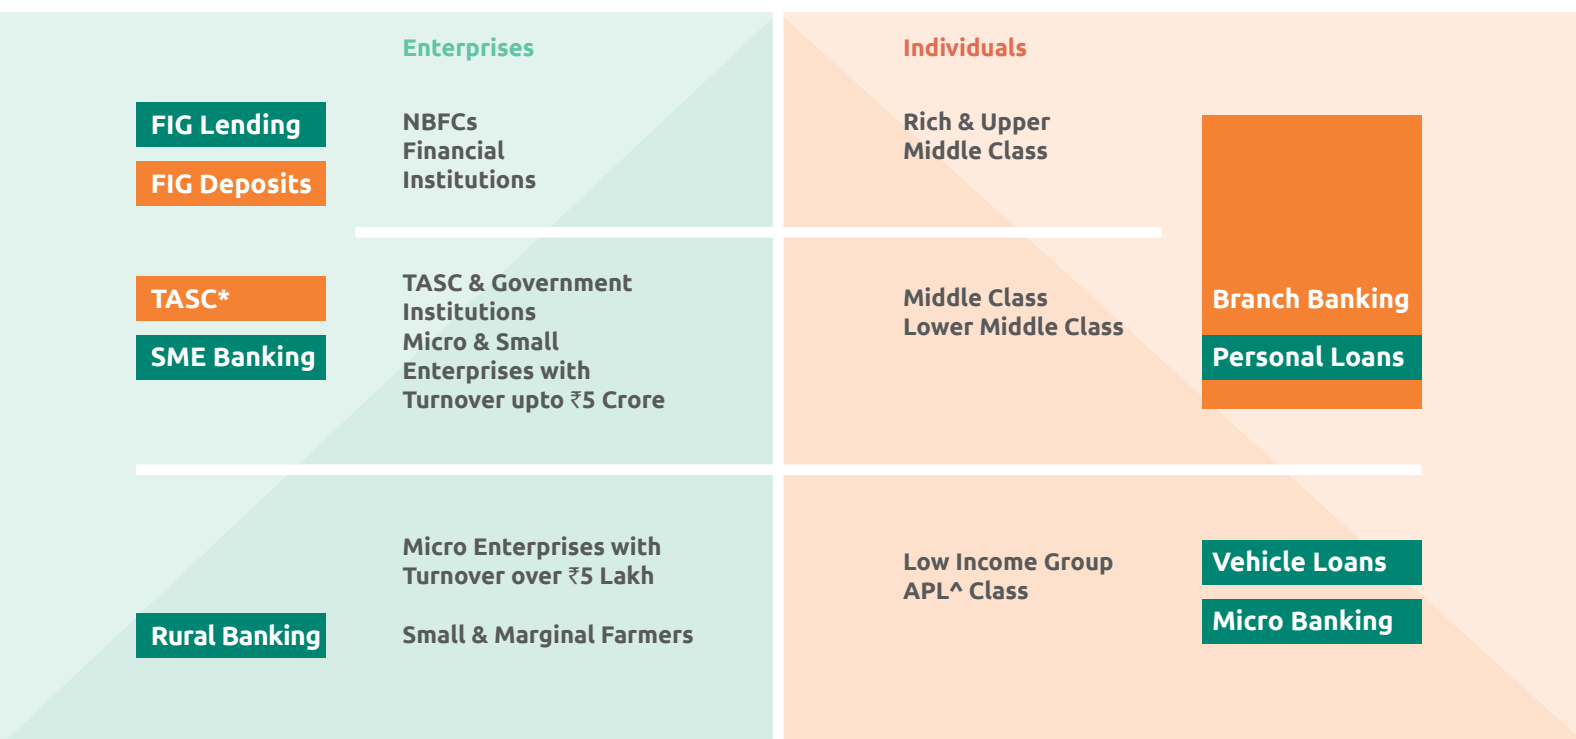 Enterprises
Individuals
FIG Lending
FIG Deposits
NBFCs
Financial
Institutions
Rich & Upper
Middle Class
TASC*
SME Banking
TASC & Government
Institutions
Micro & Small
Enterprises with
Turnover upto ₹5 Crore
Middle Class
Lower Middle Class
Branch Banking
Personal Loans
Micro Enterprises with
Turnover over ₹5 Lakh
Rural Banking
Small & Marginal Farmers
Low Income Group
APL^ Class
Vehicle Loans
Micro Banking